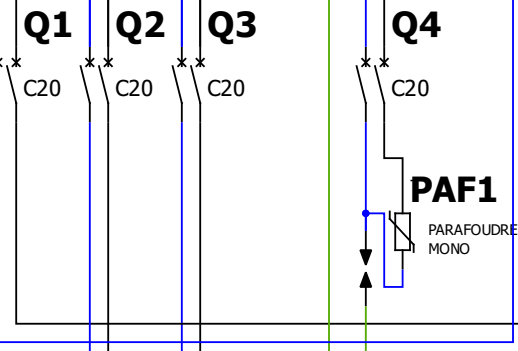 Q1 Q2 Q3 Q4
C20 C20 C20 C20
PAF1
PARAFOUDRE
MONO